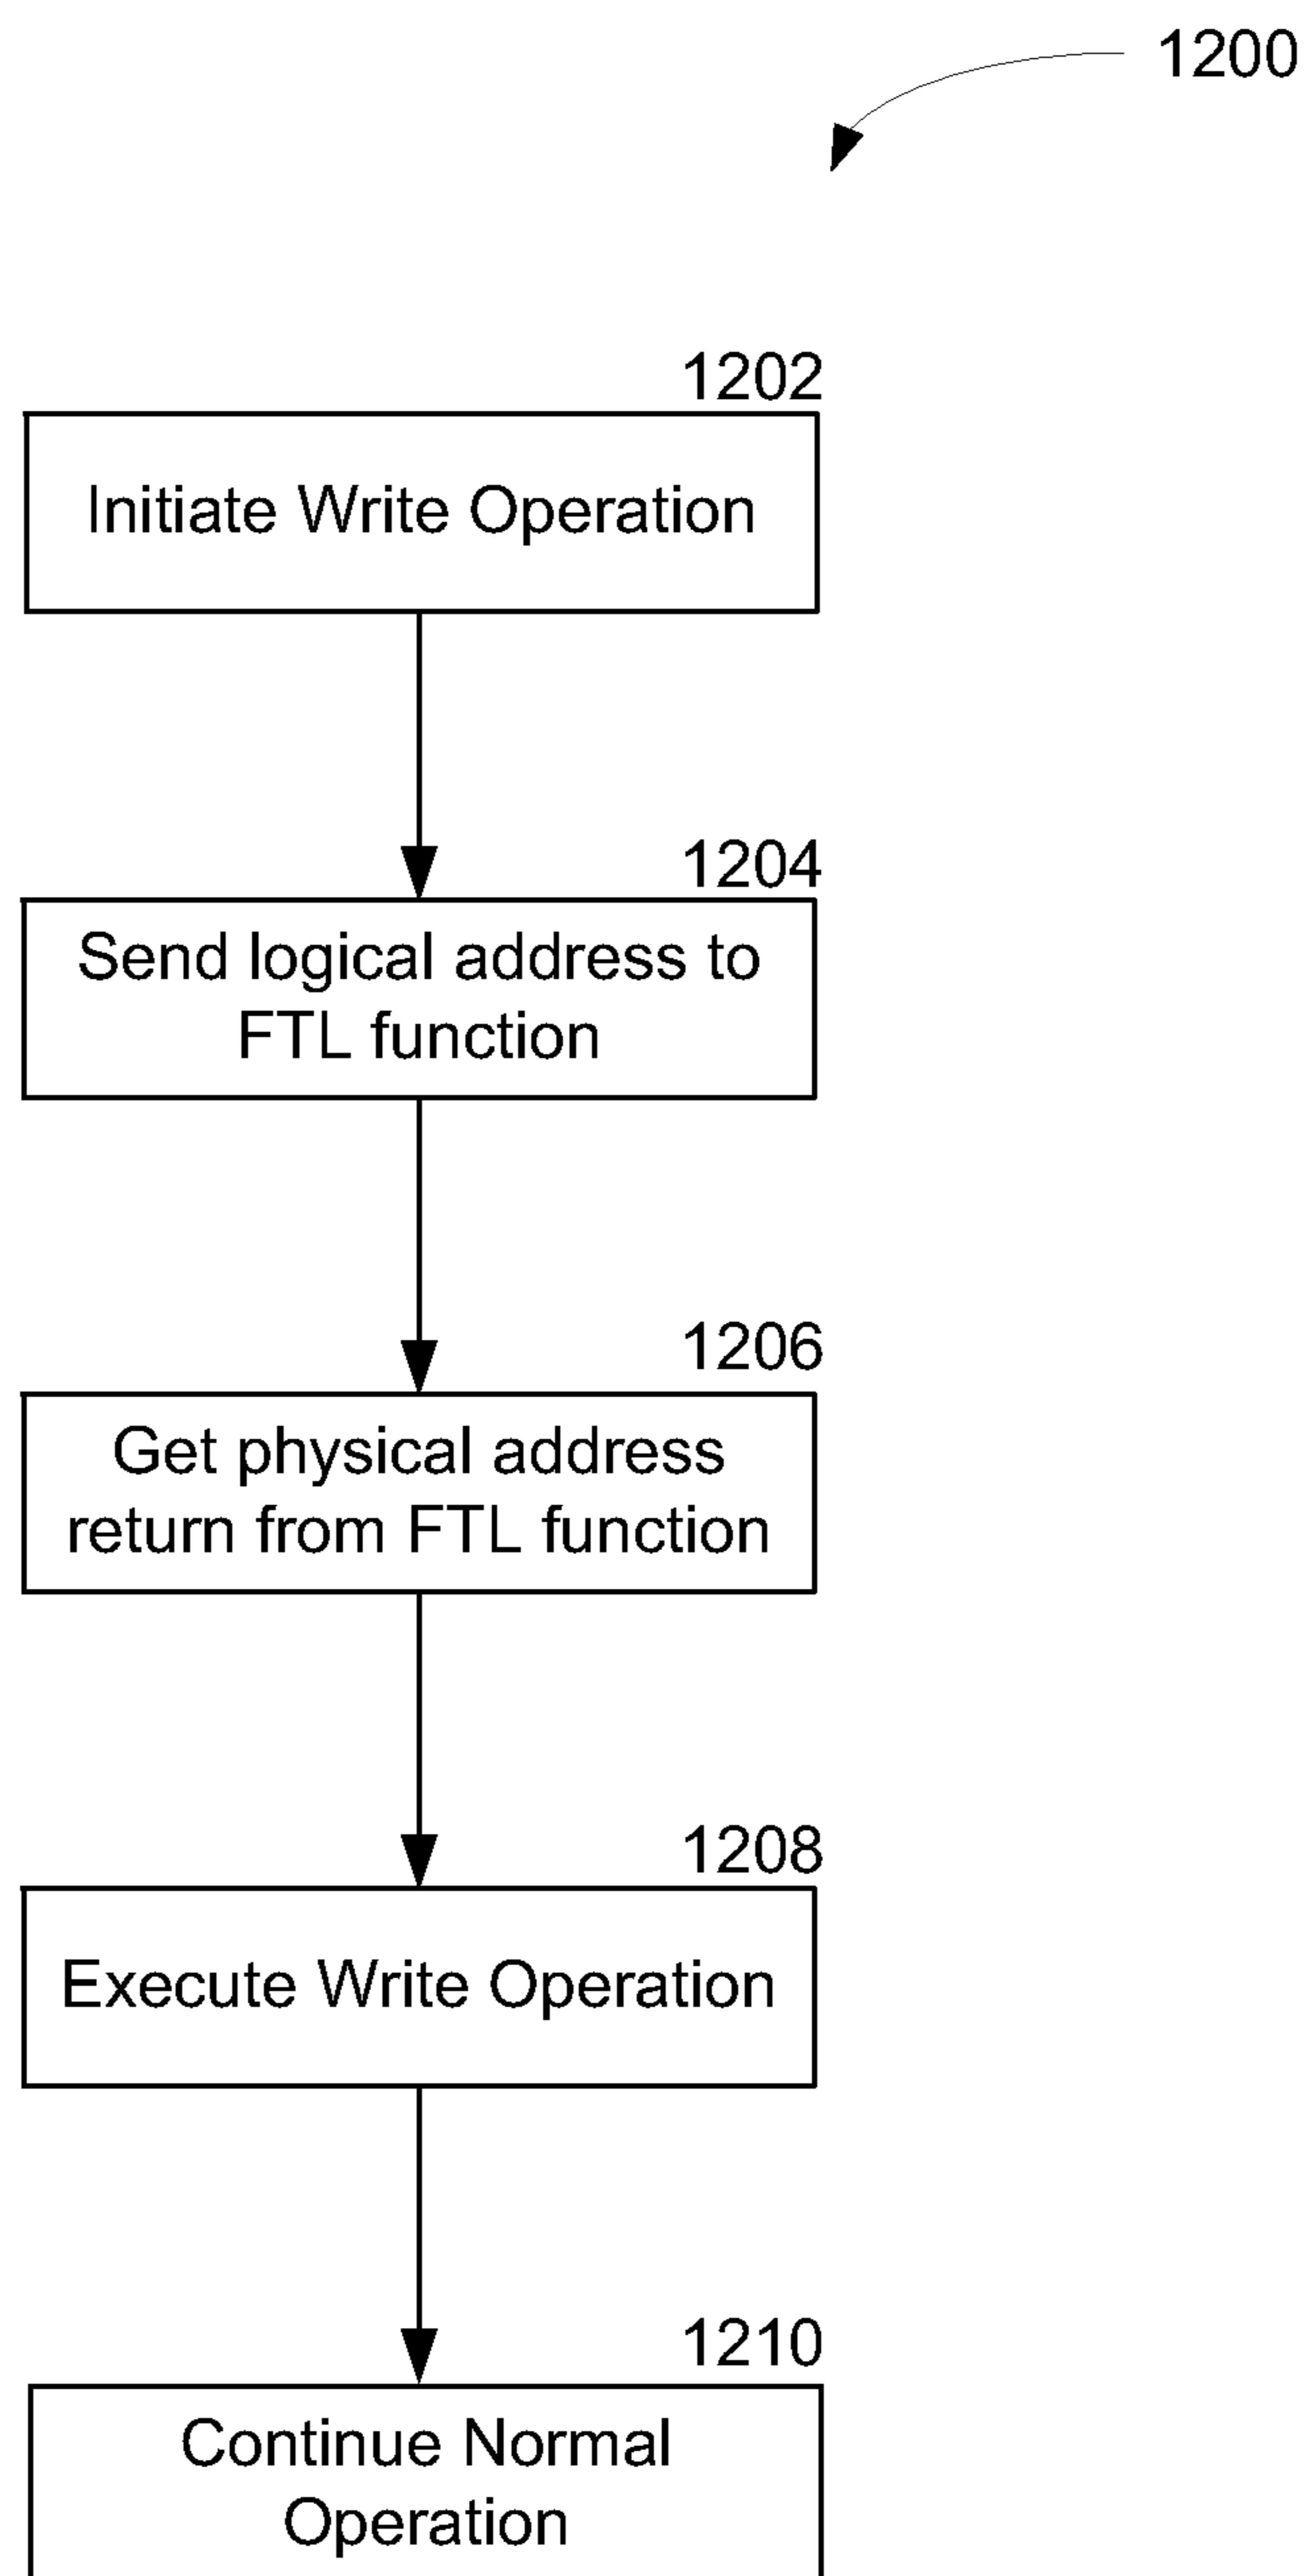 1200
1202
Initiate Write Operation
1204
Send logical address to
FTL function
1206
Get physical address
return from FTL function
1208
Execute Write Operation
1210
Continue Normal
Operation